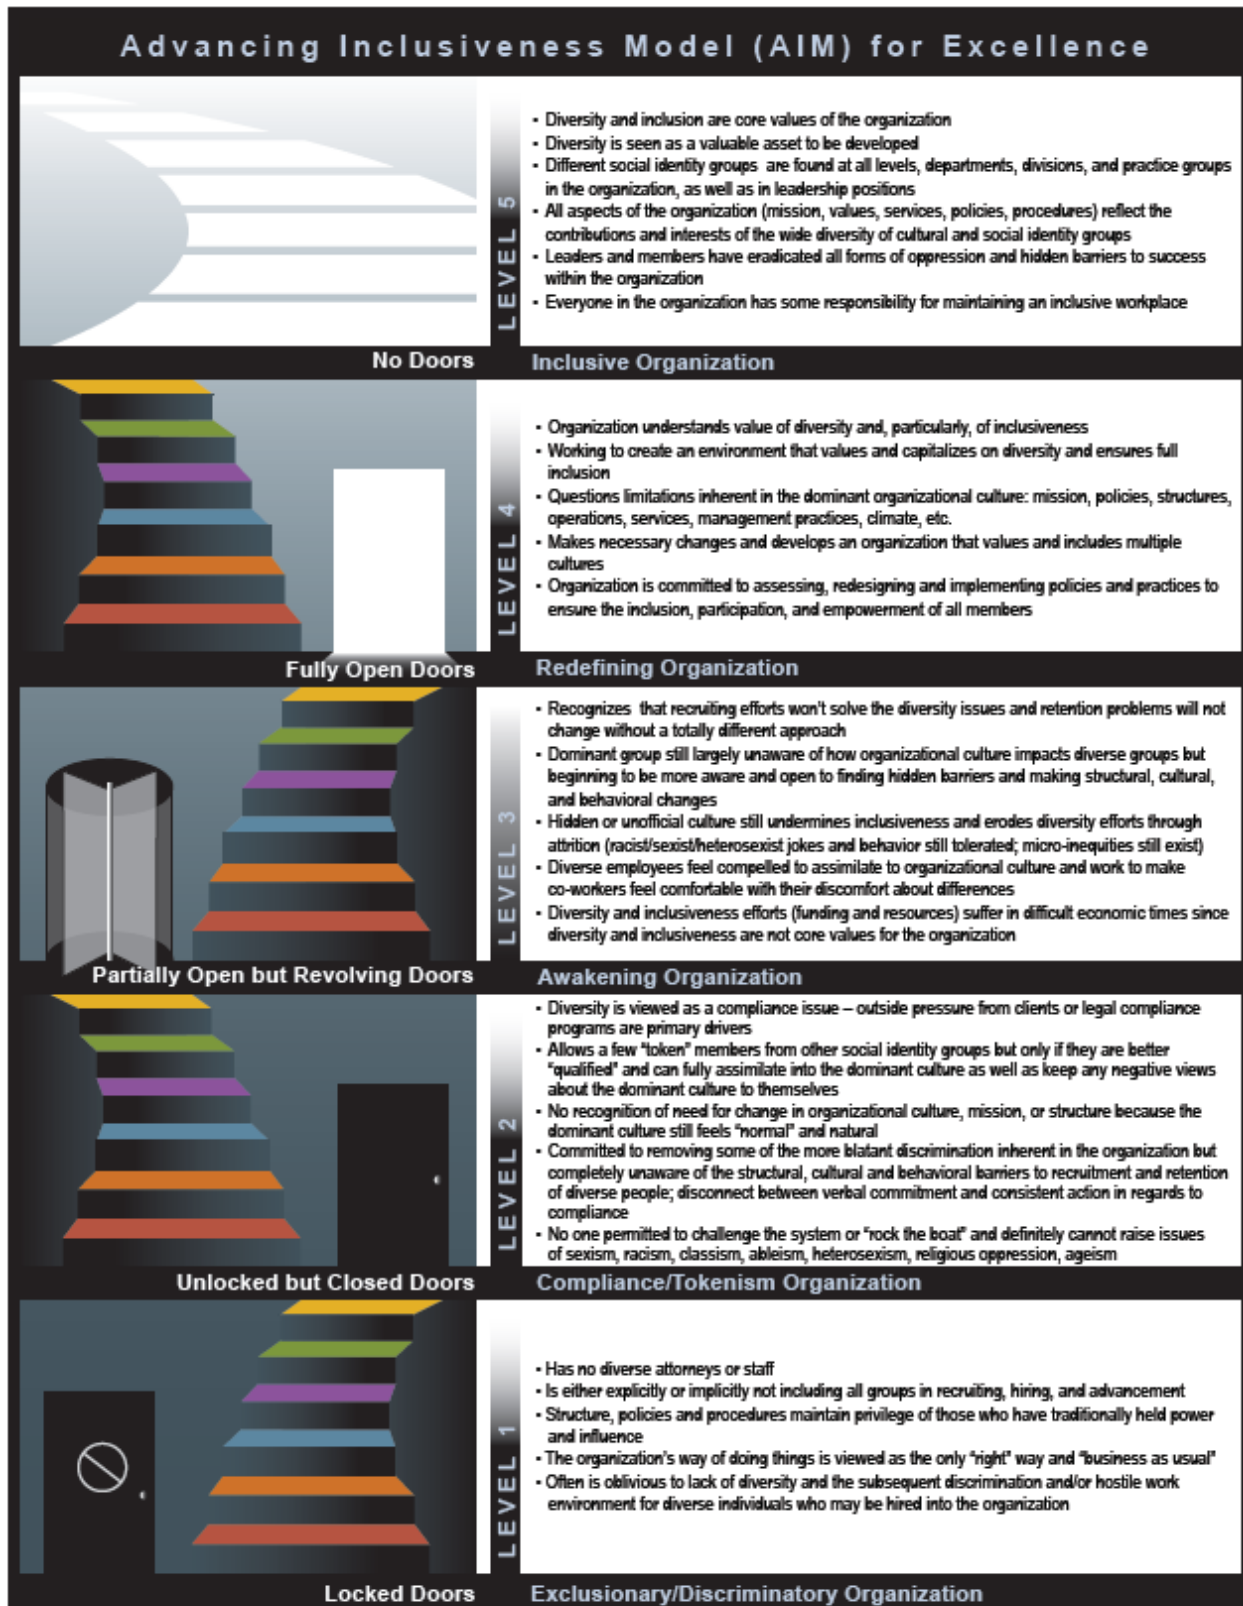 Advancing Inclusiveness Model (AIM) for Excellence
LEVEL 5
- Diversity and inclusion are core values of the organization
- Diversity is seen as a valuable asset to be developed
- Different social identity groups are found at all levels, departments, divisions, and practice groups
in the organization, as well as in leadership positions
- All aspects of the organization (mission, values, services, policies, procedures) reflect the
contributions and interests of the wide diversity of cultural and social identity groups
- Leaders and members have eradicated all forms of oppression and hidden barriers to success
within the organization
- Everyone in the organization has some responsibility for maintaining an inclusive workplace
No Doors
Inclusive Organization
LEVEL 4
- Organization understands value of diversity and, particularly, of inclusiveness
- Working to create an environment that values and capitalizes on diversity and ensures full
inclusion
- Questions limitations inherent in the dominant organizational culture: mission, policies, structures,
operations, services, management practices, climate, etc.
- Makes necessary changes and develops an organization that values and includes multiple
cultures
- Organization is committed to assessing, redesigning and implementing policies and practices to
ensure the inclusion, participation, and empowerment of all members
Fully Open Doors
Redefining Organization
LEVEL 3
- Recognizes that recruiting efforts won't solve the diversity issues and retention problems will not
change without a totally different approach
- Dominant group still largely unaware of how organizational culture impacts diverse groups but
beginning to be more aware and open to finding hidden barriers and making structural, cultural,
and behavioral changes
- Hidden or unofficial culture still undermines inclusiveness and erodes diversity efforts through
attrition (racist/sexist/heterosexist jokes and behavior still tolerated; micro-inequities still exist)
- Diverse employees feel compelled to assimilate to organizational culture and work to make
co-workers feel comfortable with their discomfort about differences
- Diversity and inclusiveness efforts (funding and resources) suffer in difficult economic times since
diversity and inclusiveness are not core values for the organization
Partially Open but Revolving Doors
Awakening Organization
LEVEL 2
- Diversity is viewed as a compliance issue – outside pressure from clients or legal compliance
programs are primary drivers
- Allows a few "token" members from other social identity groups but only if they are better
"qualified" and can fully assimilate into the dominant culture as well as keep any negative views
about the dominant culture to themselves
- No recognition of need for change in organizational culture, mission, or structure because the
dominant culture still feels "normal" and natural
- Committed to removing some of the more blatant discrimination inherent in the organization but
completely unaware of the structural, cultural and behavioral barriers to recruitment and retention
of diverse people; disconnect between verbal commitment and consistent action in regards to
compliance
- No one permitted to challenge the system or "rock the boat" and definitely cannot raise issues
of sexism, racism, classism, ableism, heterosexism, religious oppression, ageism
Unlocked but Closed Doors
Compliance/Tokenism Organization
LEVEL 1
- Has no diverse attorneys or staff
- Is either explicitly or implicitly not including all groups in recruiting, hiring, and advancement
- Structure, policies and procedures maintain privilege of those who have traditionally held power
and influence
- The organization's way of doing things is viewed as the only "right" way and "business as usual"
- Often is oblivious to lack of diversity and the subsequent discrimination and/or hostile work
environment for diverse individuals who may be hired into the organization
Locked Doors
Exclusionary/Discriminatory Organization